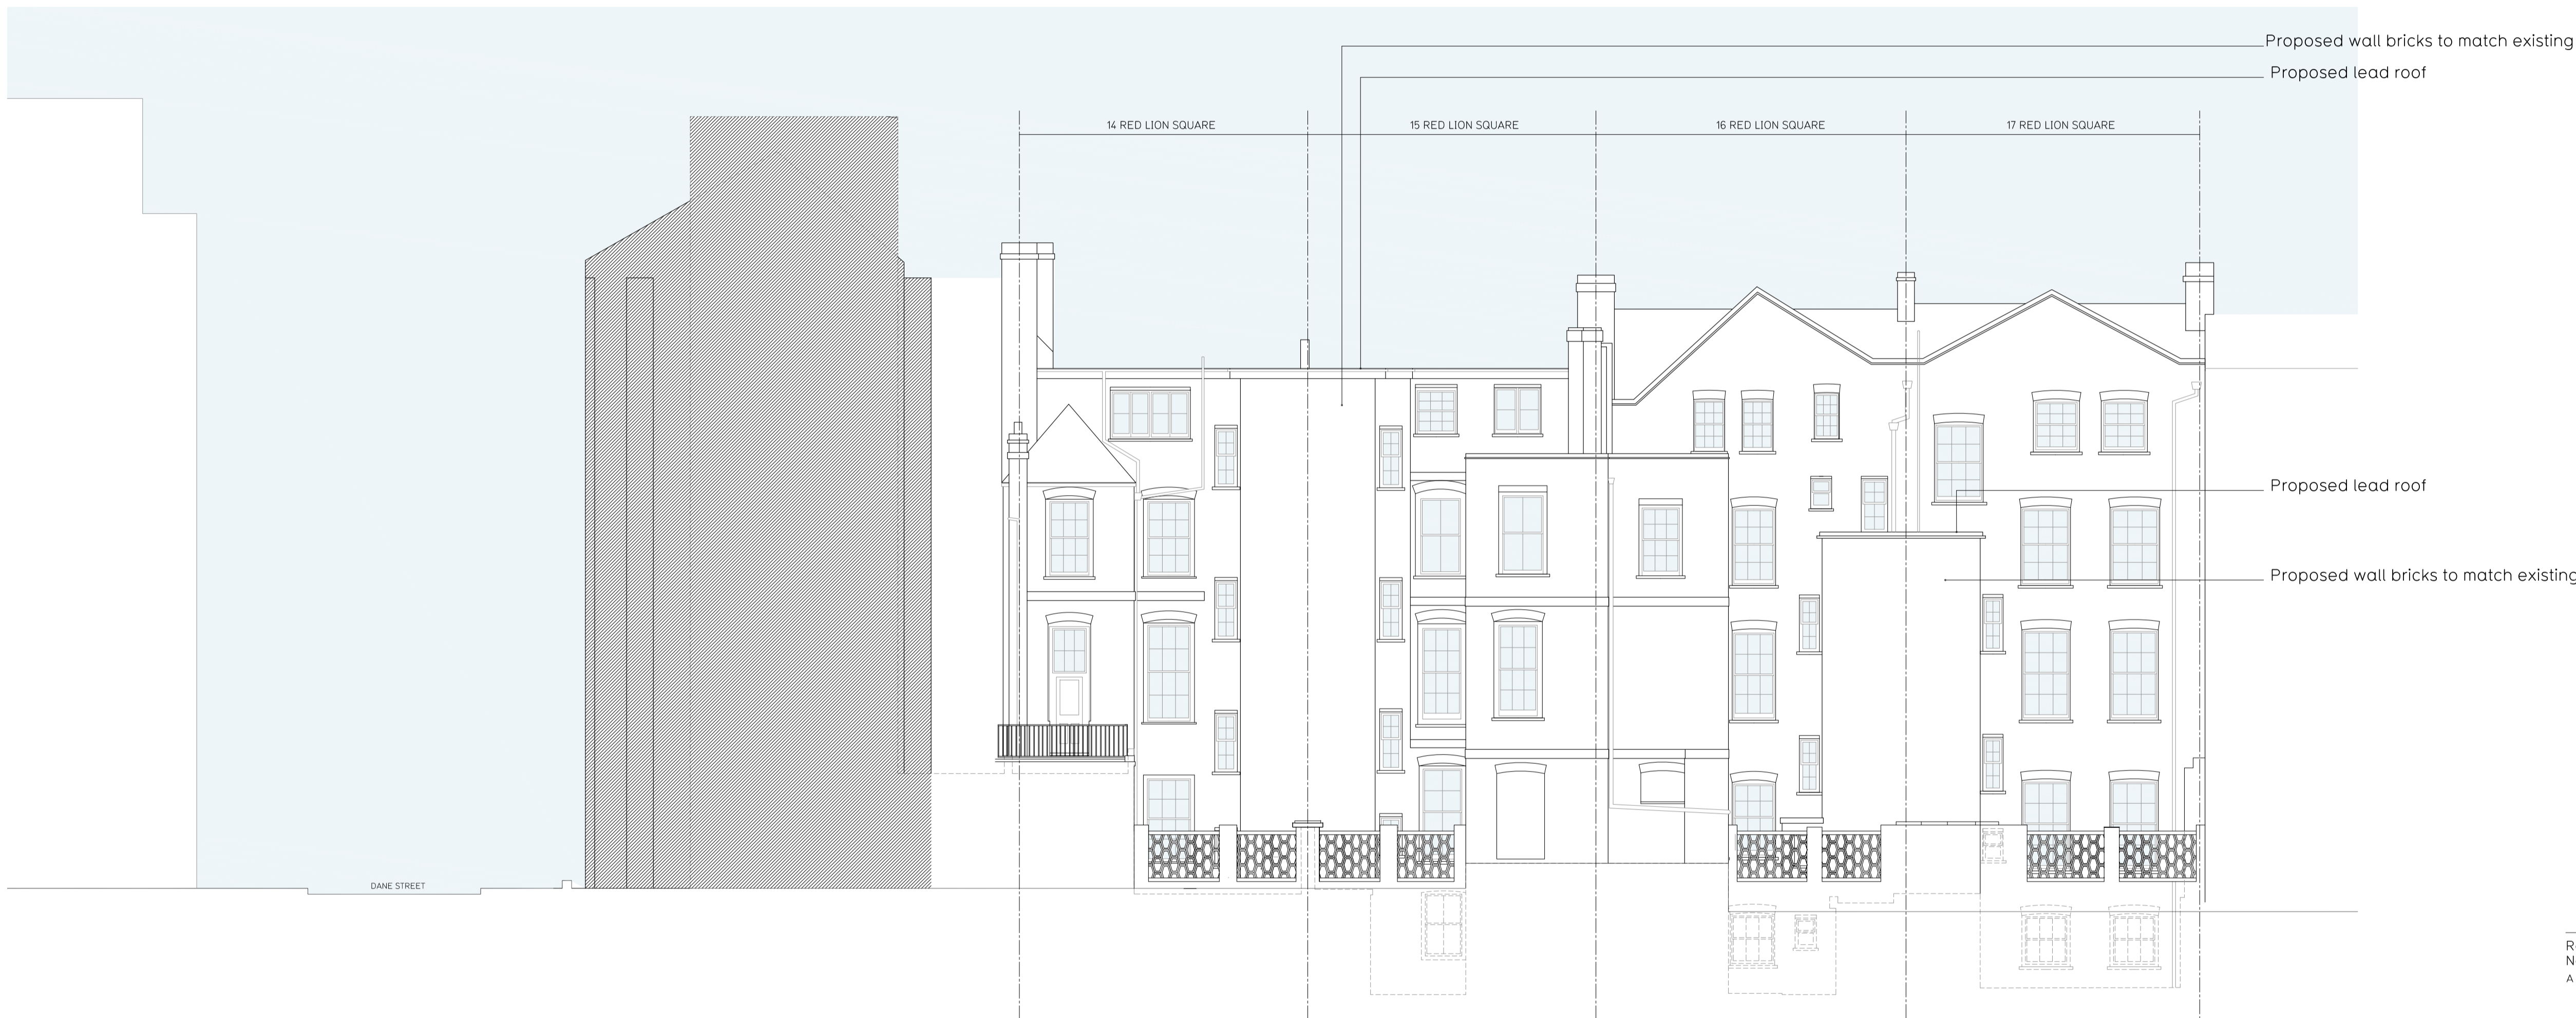 Proposed wall bricks to match existing
Proposed lead roof
14 RED LION SQUARE
15 RED LION SQUARE
16 RED LION SQUARE
17 RED LION SQUARE
Proposed lead roof
Proposed wall bricks to match existing
DANE STREET
R
N
A